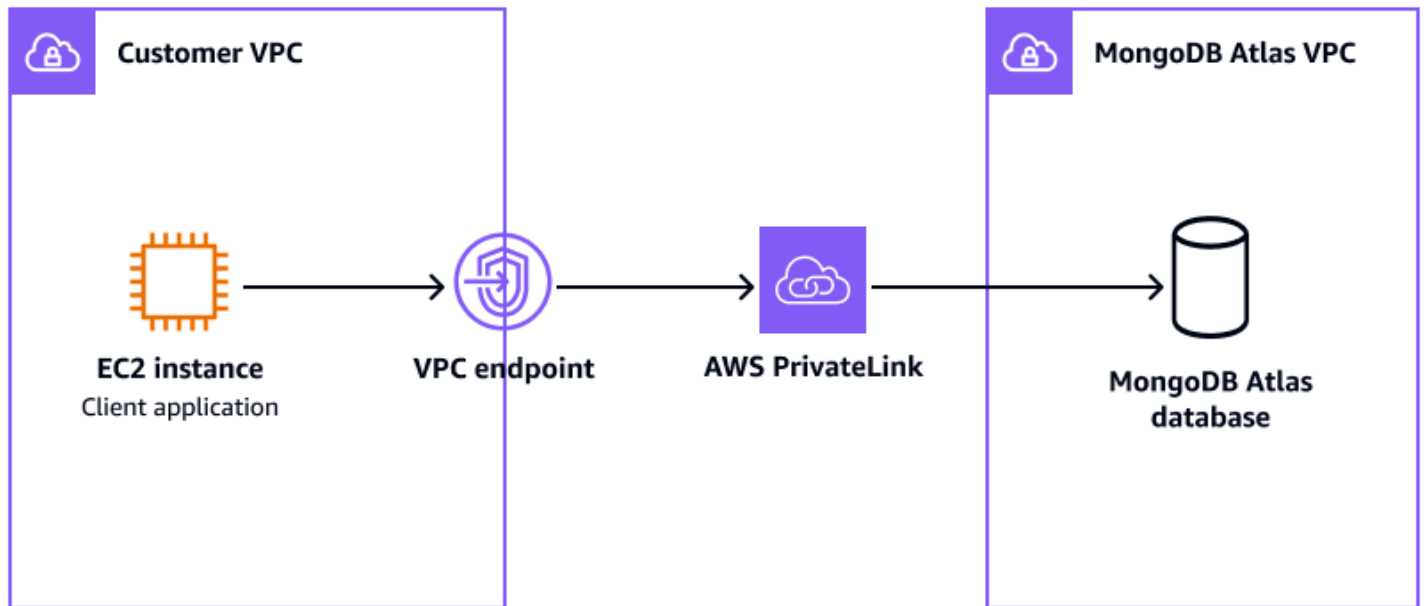 Customer VPC
MongoDB Atlas VPC
EC2 instance
Client application
VPC endpoint
AWS PrivateLink
MongoDB Atlas
database